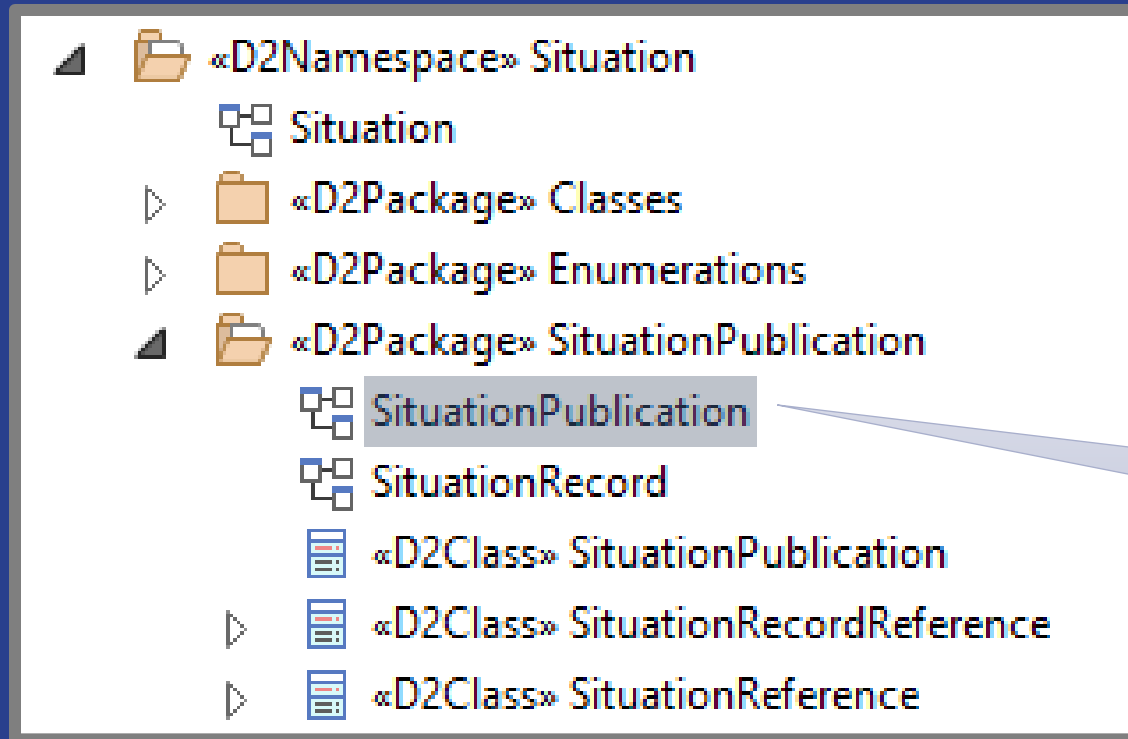 «D2Namespace» Situation
Situation
«D2Package» Classes
«D2Package» Enumerations
«D2Package» SituationPublication
SituationPublication
SituationRecord
«D2Class» SituationPublication
«D2Class» SituationRecordReference
«D2Class» SituationReference